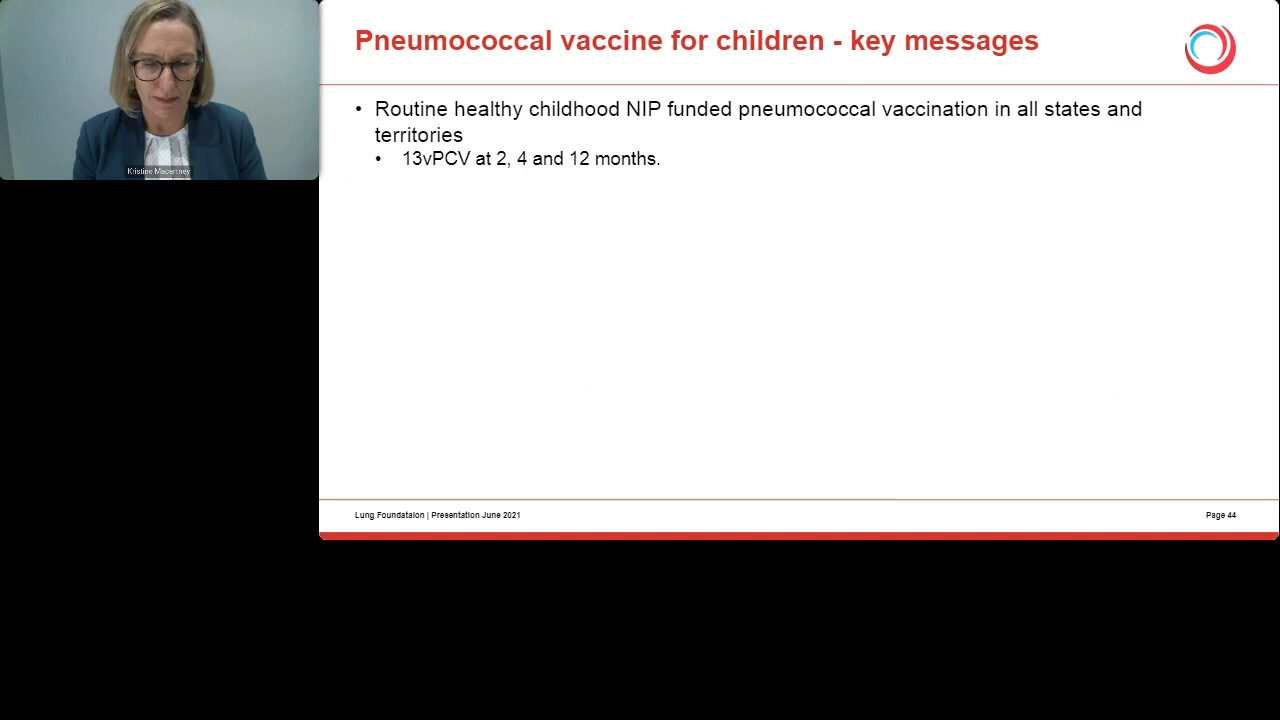 Pneumococcal vaccine for children - key messages
• Routine healthy childhood NIP funded pneumococcal vaccination in all states and
territories
• 13vPCV at 2, 4 and 12 months.
Kristine Macartney
Lung Foundataion | Presentation June 2021
Page 44